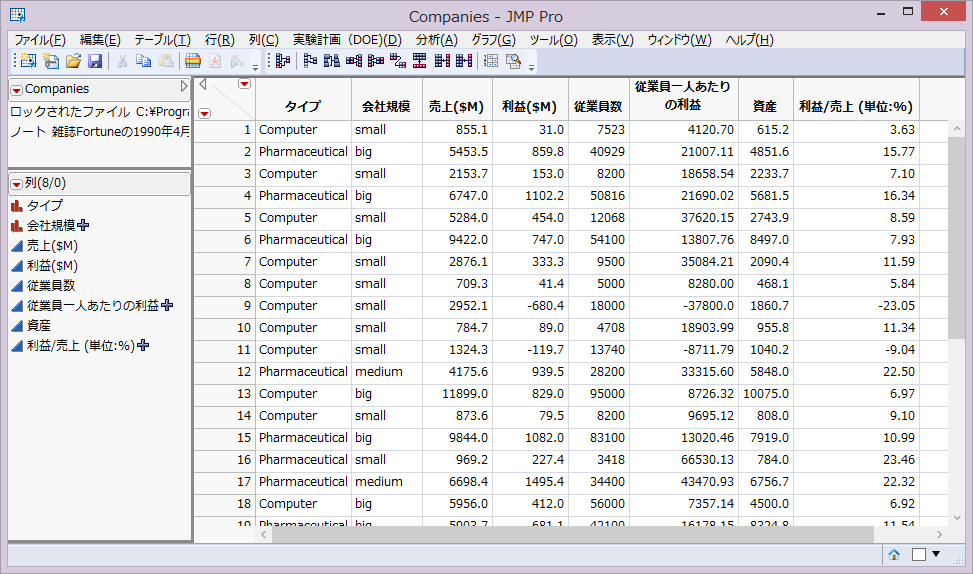 Companies - JMP Pro
ファイル(F) 編集(E) テーブル(T) 行(R) 列(C) 実験計画 (DOE)(D) 分析(A) グラフ(G) ツール(O) 表示(V) ウィンドウ(W) ヘルプ(H)
Companies
ロックされたファイル C:¥Progra
ノート 雑誌Fortuneの1990年4月
列(8/0)
タイプ
会社規模
売上($M)
利益($M)
従業員数
従業員一人あたりの利益
資産
利益/売上 (単位:%)
タイプ 会社規模 売上($M) 利益($M) 従業員数 従業員一人あたりの利益 資産 利益/売上 (単位:%)
1 Computer small 855.1 31.0 7523 4120.70 615.2 3.63
2 Pharmaceutical big 5453.5 859.8 40929 21007.11 4851.6 15.77
3 Computer small 2153.7 153.0 8200 18658.54 2233.7 7.10
4 Pharmaceutical big 6747.0 1102.2 50816 21690.02 5681.5 16.34
5 Computer small 5284.0 454.0 12068 37620.15 2743.9 8.59
6 Pharmaceutical big 9422.0 747.0 54100 13807.76 8497.0 7.93
7 Computer small 2876.1 333.3 9500 35084.21 2090.4 11.59
8 Computer small 709.3 41.4 5000 8280.00 468.1 5.84
9 Computer small 2952.1 -680.4 18000 -37800.0 1860.7 -23.05
10 Computer small 784.7 89.0 4708 18903.99 955.8 11.34
11 Computer small 1324.3 -119.7 13740 -8711.79 1040.2 -9.04
12 Pharmaceutical medium 4175.6 939.5 28200 33315.60 5848.0 22.50
13 Computer big 11899.0 829.0 95000 8726.32 10075.0 6.97
14 Computer small 873.6 79.5 8200 9695.12 808.0 9.10
15 Pharmaceutical big 9844.0 1082.0 83100 13020.46 7919.0 10.99
16 Pharmaceutical small 969.2 227.4 3418 66530.13 784.0 23.46
17 Pharmaceutical medium 6698.4 1495.4 34400 43470.93 6756.7 22.32
18 Computer big 5956.0 412.0 56000 7357.14 4500.0 6.92
19 Pharmaceutical big 5903.7 681.1 42100 16178.15 8324.8 11.54